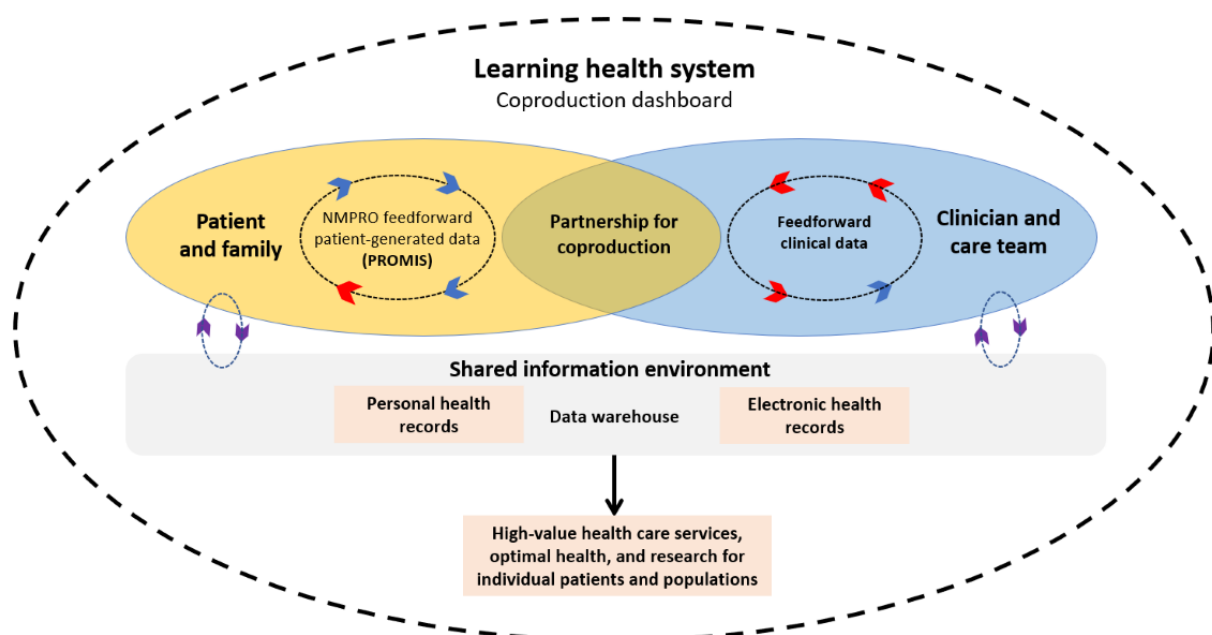 Learning health system
Coproduction dashboard
Patient
and family
NMPRO feedforward
patient-generated data
(PROMIS)
Partnership for
coproduction
Feedforward
clinical data
Clinician and
care team
Shared information environment
Personal health
records
Data warehouse
Electronic health
records
High-value health care services,
optimal health, and research for
individual patients and populations